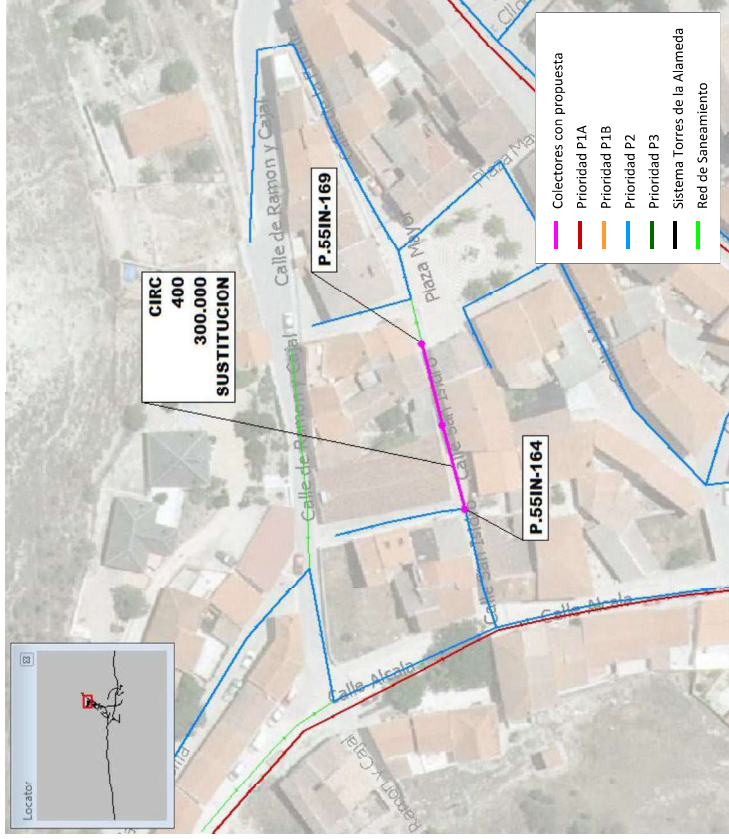 Colectores con propuesta
Prioridad P1A
Prioridad P1B
Prioridad P2
Prioridad P3
Sistema Torres de la Alameda
Red de Saneamiento
CIRC
400
300.000
SUSTITUCION
P.55IN-169
P.55IN-164
Calle de Ramon y Cajal
Calle de Ramon y Cajal
Plaza Mayor
Calle San Isidro
Calle San Isidro
Calle Alcala
Calle Alcala
Ramon y Cajal
Locator